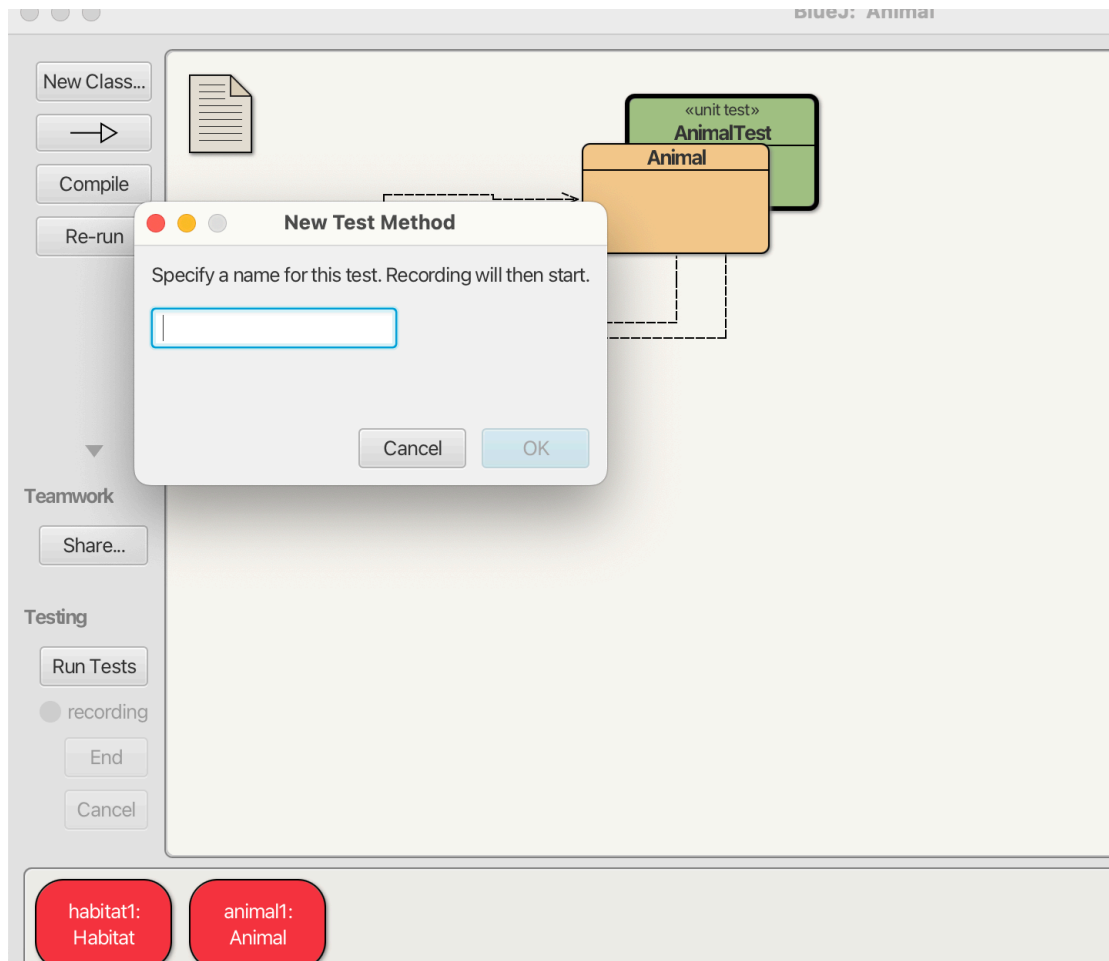 BlueJ: Animal
New Class...
Compile
Re-run
«unit test»
AnimalTest
Animal
New Test Method
Specify a name for this test. Recording will then start.
Cancel
OK
Teamwork
Share...
Testing
Run Tests
recording
End
Cancel
habitat1:
Habitat
animal1:
Animal